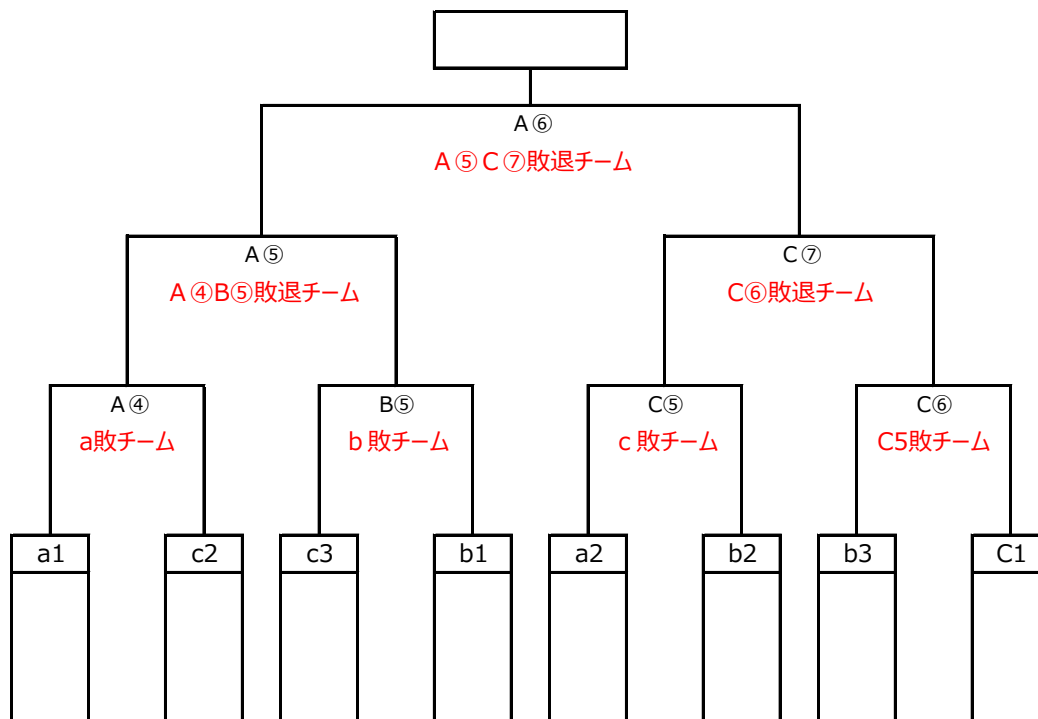 A⑥
A⑤C⑦敗退チーム
A⑤
C⑦
A④B⑤敗退チーム
C⑥敗退チーム
A④
B⑤
C⑤
C⑥
a敗チーム
b敗チーム
c敗チーム
C5敗チーム
a1
c2
c3
b1
a2
b2
b3
C1